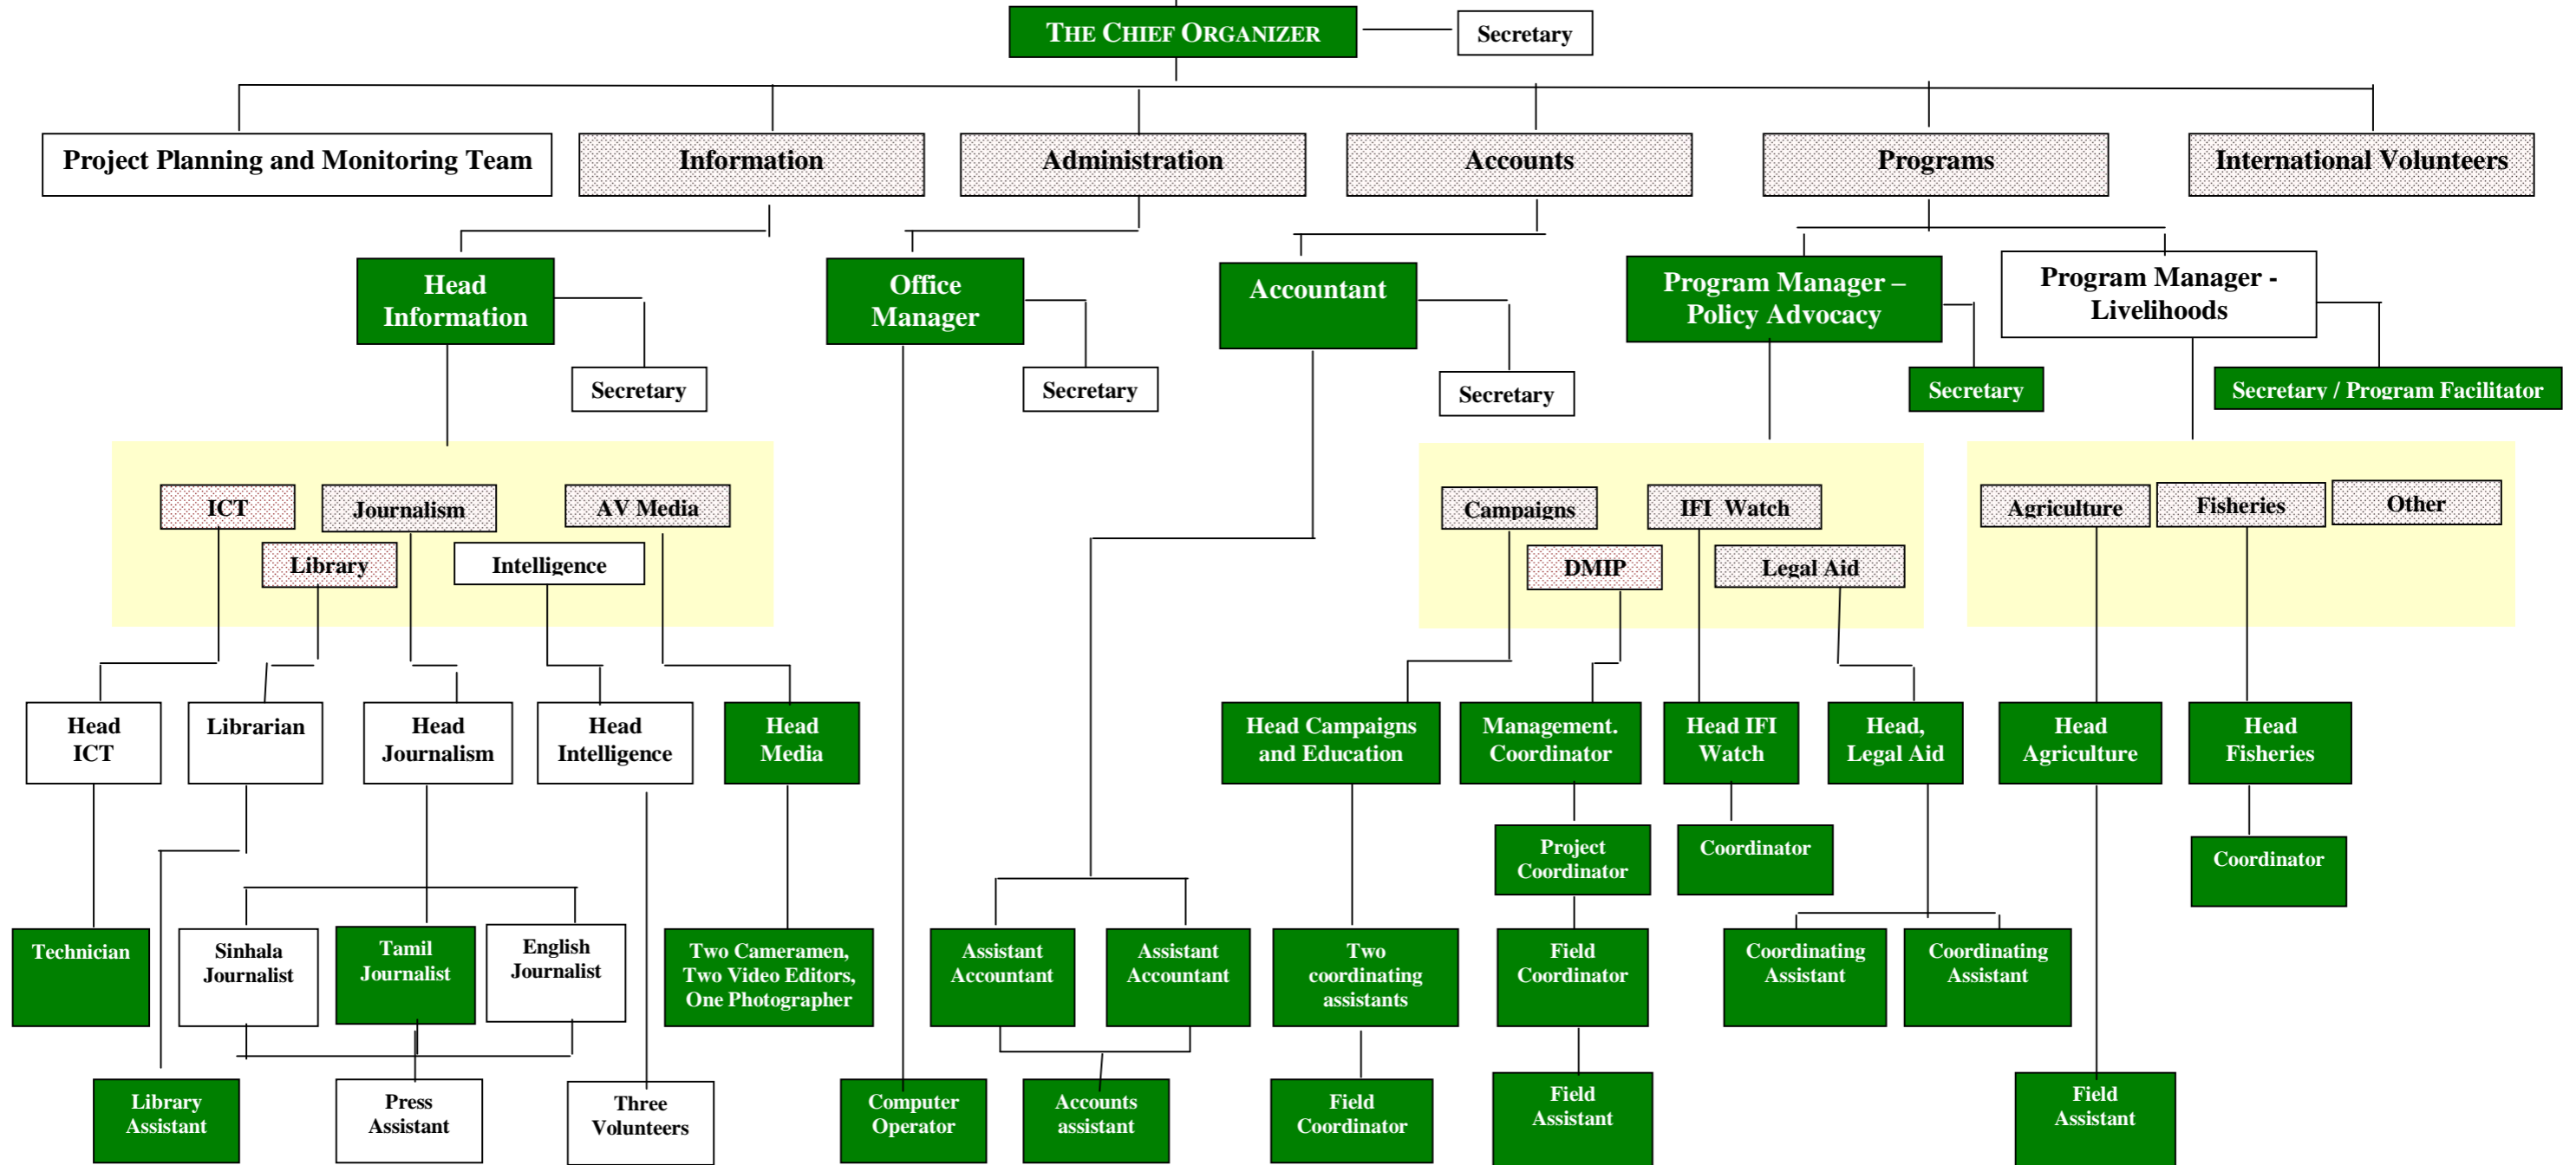 THE CHIEF ORGANIZER
Secretary
Project Planning and Monitoring Team
Information
Administration
Accounts
Programs
International Volunteers
Head
Information
Office
Manager
Accountant
Program Manager –
Policy Advocacy
Program Manager -
Livelihoods
Secretary
Secretary
Secretary
Secretary
Secretary / Program Facilitator
ICT
Journalism
AV Media
Library
Intelligence
Campaigns
IFI Watch
DMIP
Legal Aid
Agriculture
Fisheries
Other
Head
ICT
Librarian
Head
Journalism
Head
Intelligence
Head
Media
Head Campaigns
and Education
Management.
Coordinator
Head IFI
Watch
Head,
Legal Aid
Head
Agriculture
Head
Fisheries
Project
Coordinator
Coordinator
Coordinator
Technician
Sinhala
Journalist
Tamil
Journalist
English
Journalist
Two Cameramen,
Two Video Editors,
One Photographer
Assistant
Accountant
Assistant
Accountant
Two
coordinating
assistants
Field
Coordinator
Coordinating
Assistant
Coordinating
Assistant
Library
Assistant
Press
Assistant
Three
Volunteers
Computer
Operator
Accounts
assistant
Field
Coordinator
Field
Assistant
Field
Assistant